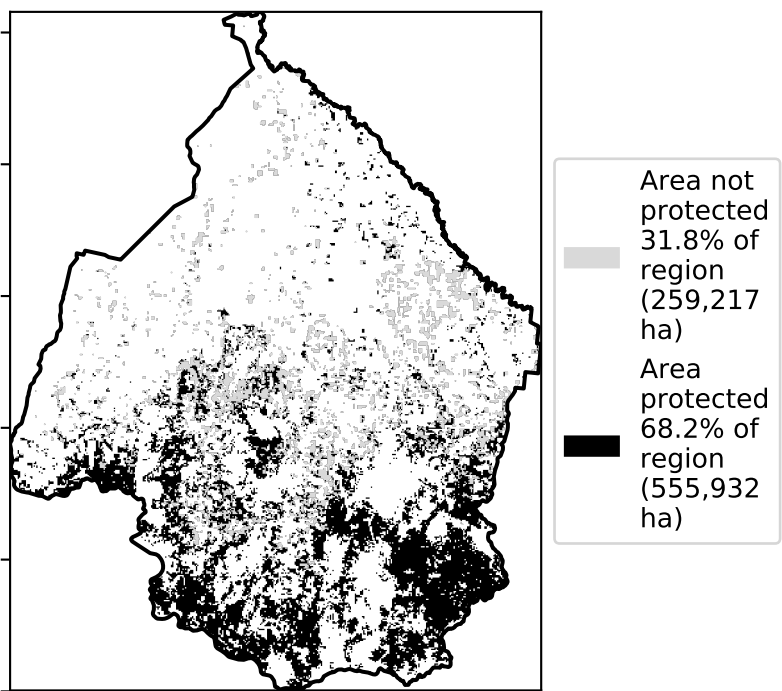 Area not
protected
31.8% of
region
(259,217
ha)
Area
protected
68.2% of
region
(555,932
ha)